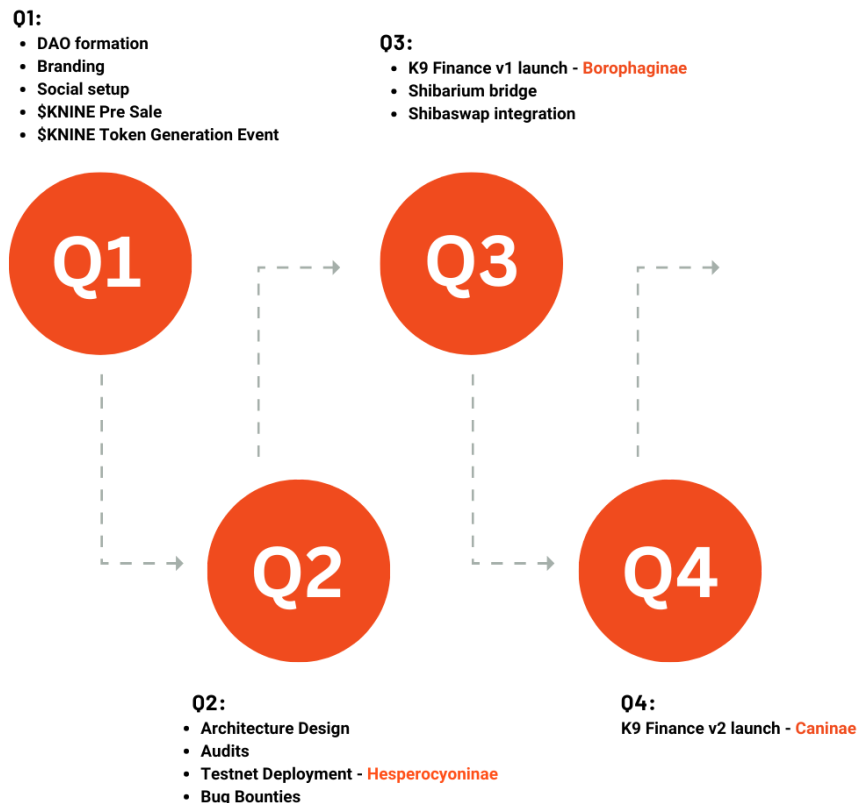 Q1:
• DAO formation
• Branding
• Social setup
• $KNINE Pre Sale
• $KNINE Token Generation Event
Q1
Q2
Q2:
• Architecture Design
• Audits
• Testnet Deployment - Hesperocyoninae
• Bug Bounties
Q3:
• K9 Finance v1 launch - Borophaginae
• Shibarium bridge
• Shibaswap integration
Q3
Q4
Q4:
K9 Finance v2 launch - Caninae